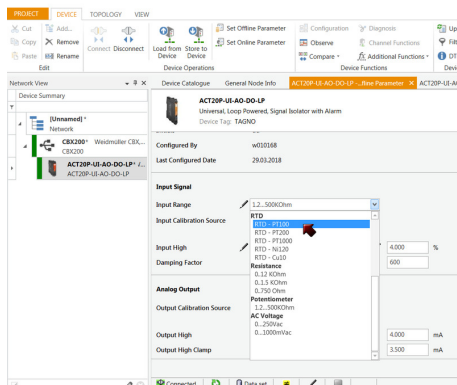 PROJECT DEVICE TOPOLOGY VIEW
Cut Add...
Copy Remove
Paste Rename
Connect Disconnect
Load from Device Store to Device
Set Offline Parameter
Set Online Parameter
Configuration
Observe
Compare
Diagnosis
Channel Functions
Additional Functions
Up
Filt
DT
Edit Device Operations Device Functions Devi
Network View
Device Summary
(Unnamed) *
Network
CBX200* Weidmüller CBX,...
CBX200
ACT20P-UI-AO-DO-LP* /...
ACT20P-UI-AO-DO-LP
Device Catalogue General Node Info ACT20P-UI-AO-DO-LP -...fline Parameter ACT20P-UI-AO
ACT20P-UI-AO-DO-LP
Universal, Loop Powered, Signal Isolator with Alarm
Device Tag: TAGNO
Configured By w010168
Last Configured Date 29.03.2018
Input Signal
Input Range 1.2...500KOhm
Input Calibration Source
RTD
RTD - PT100
RTD - PT200
RTD - PT1000
RTD - Ni120
RTD - Cu10
Resistance
0..12 KOhm
0..1.5 KOhm
0..750 Ohm
Potentiometer
1.2...500KOhm
AC Voltage
0...250Vac
0...1000mVac
Input High 4.000 %
Damping Factor 600
Analog Output
Output Calibration Source
Output High 4.000 mA
Output High Clamp 3.500 mA
Connected Data set